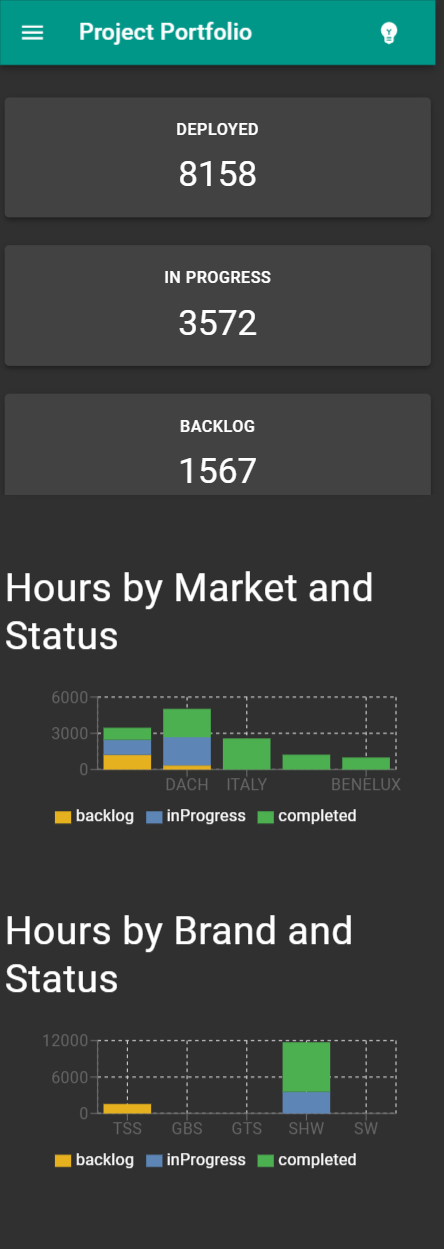 Project Portfolio
DEPLOYED
8158
IN PROGRESS
3572
BACKLOG
1567
Hours by Market and
Status
6000
3000
0
DACH ITALY BENELUX
backlog inProgress completed
Hours by Brand and
Status
12000
6000
0
TSS GBS GTS SHW SW
backlog inProgress completed